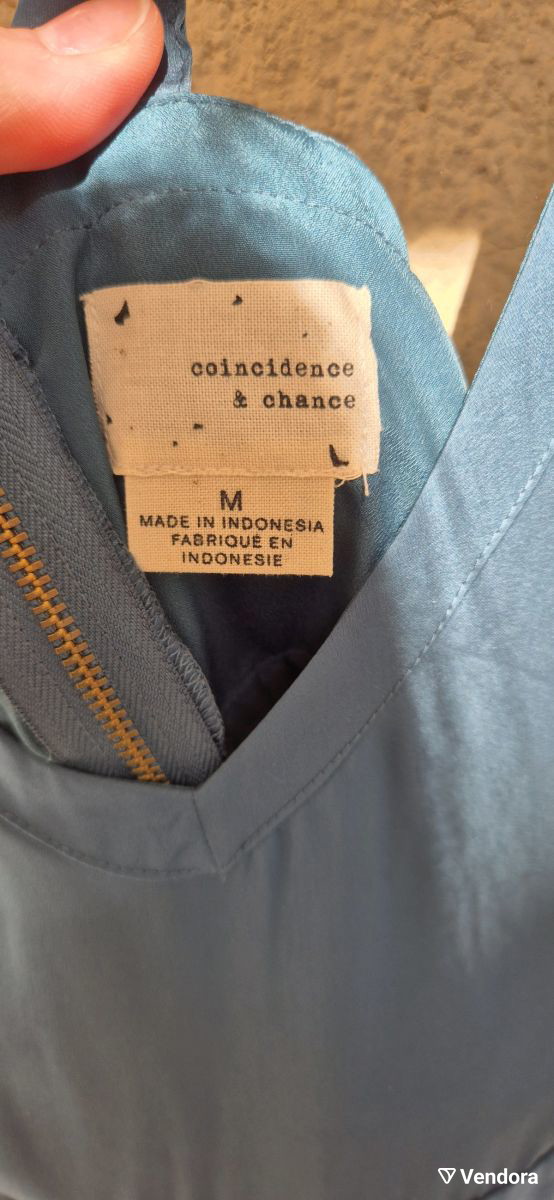 coincidence
& chance
M
MADE IN INDONESIA
FABRIQUÉ EN
INDONESIE
Vendora